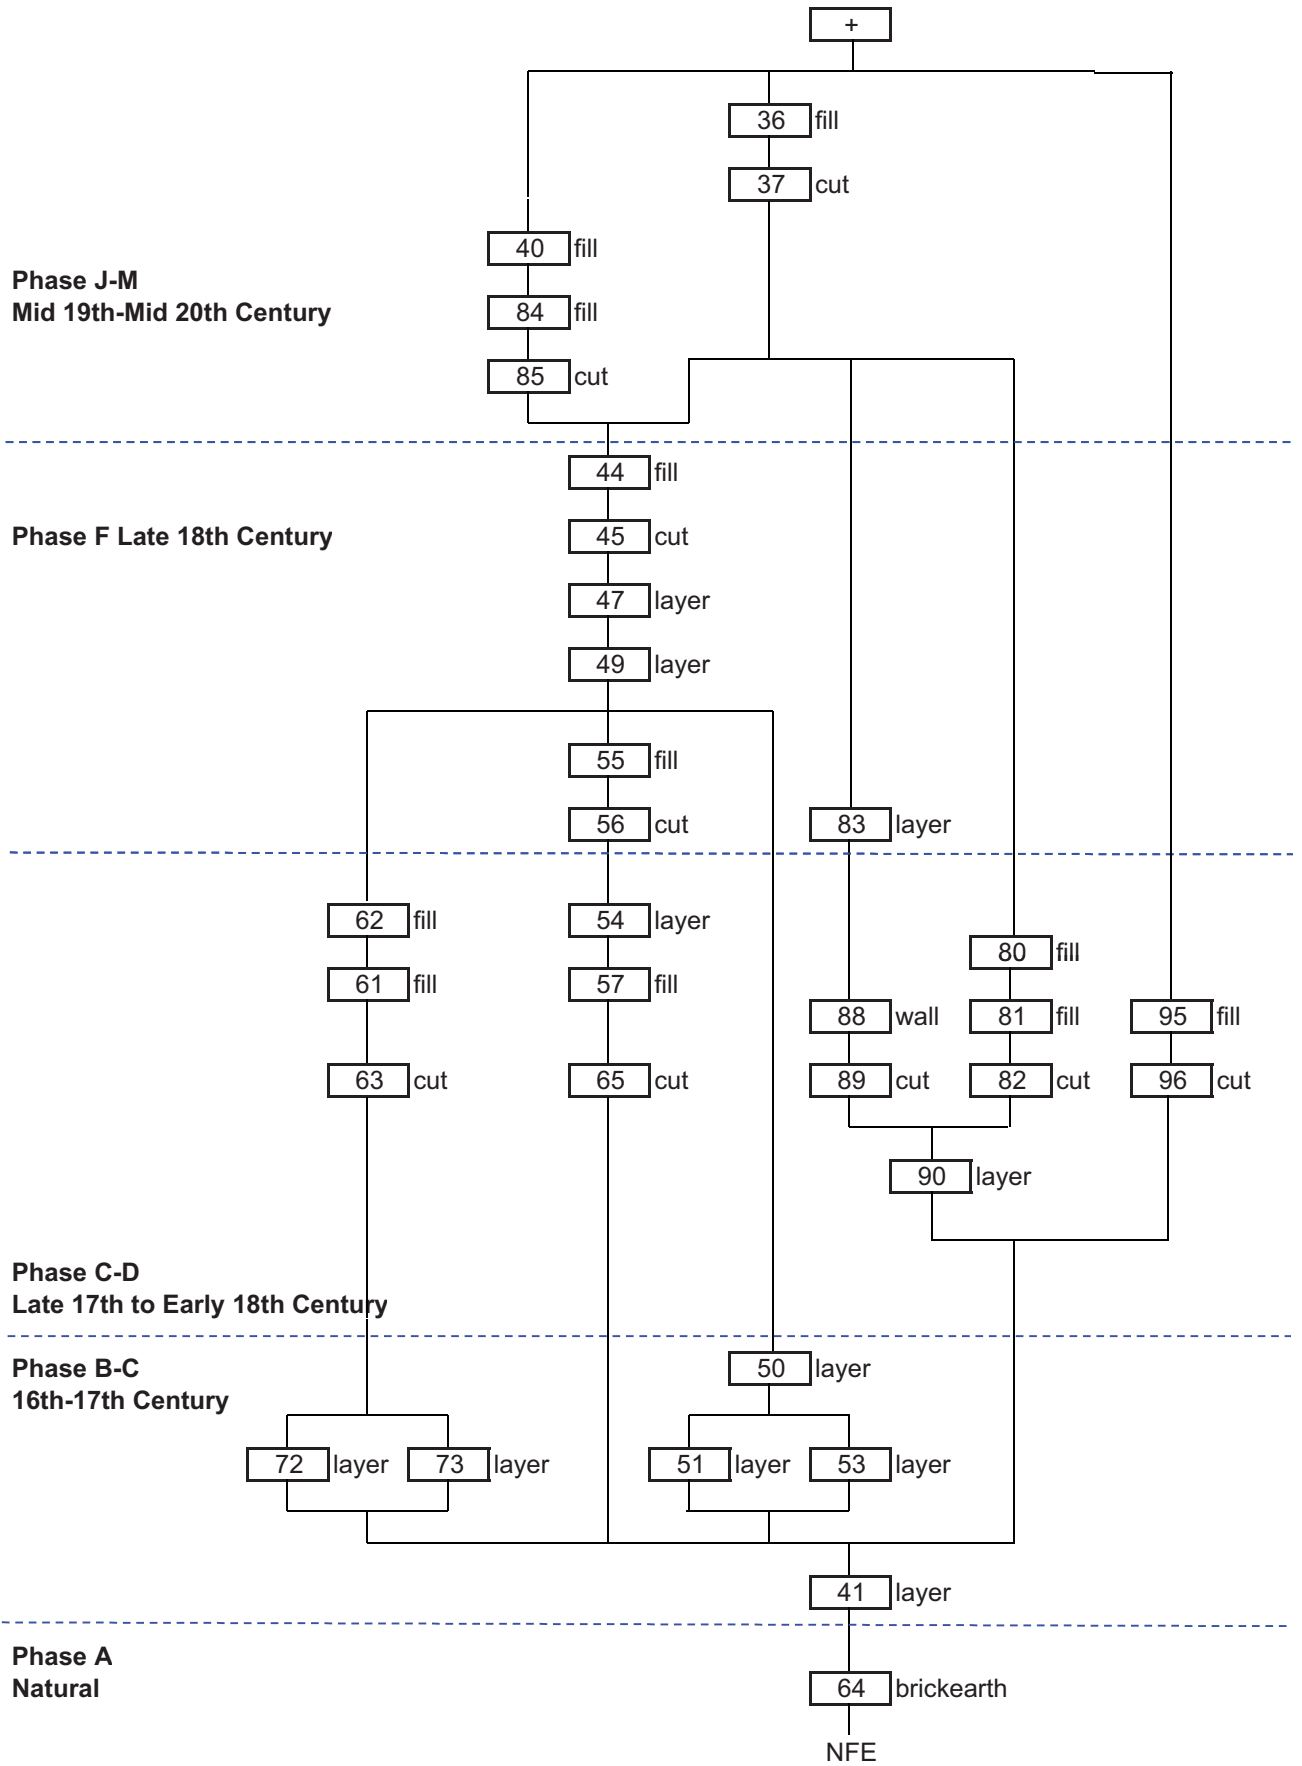 +
36 fill
37 cut
40 fill
Phase J-M
Mid 19th-Mid 20th Century
84 fill
85 cut
44 fill
Phase F Late 18th Century
45 cut
47 layer
49 layer
55 fill
56 cut
83 layer
62 fill
54 layer
80 fill
61 fill
57 fill
88 wall
81 fill
95 fill
63 cut
65 cut
89 cut
82 cut
96 cut
90 layer
Phase C-D
Late 17th to Early 18th Century
Phase B-C
16th-17th Century
50 layer
72 layer
73 layer
51 layer
53 layer
41 layer
Phase A
Natural
64 brickearth
NFE